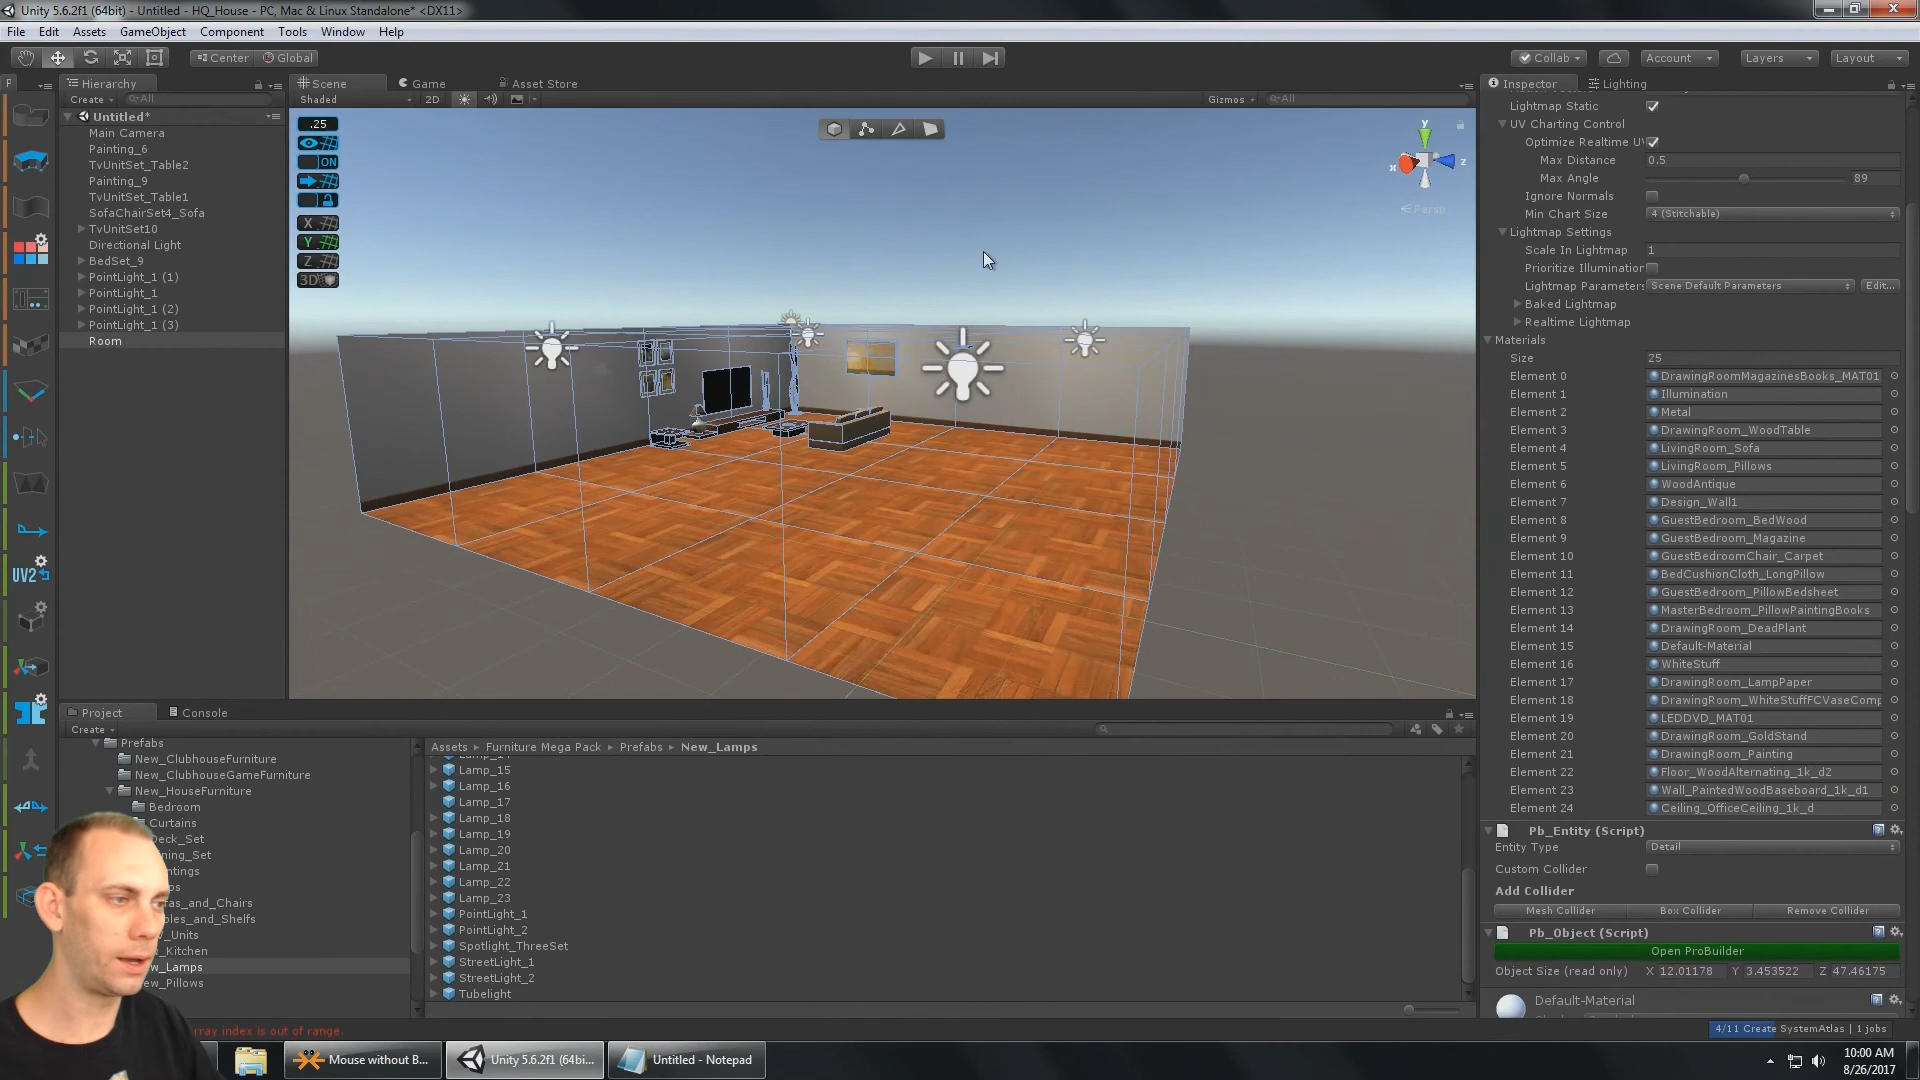 Unity 5.6.2f1 (64bit) - Untitled - HQ_House - PC, Mac & Linux Standalone* <DX11>
File Edit Assets GameObject Component Tools Window Help
Center Global Collab Account Layers Layout
Hierarchy
Create All
Untitled*
Main Camera
Painting_6
TvUnitSet_Table2
Painting_9
TvUnitSet_Table1
SofaChairSet4_Sofa
TvUnitSet10
Directional Light
BedSet_9
PointLight_1 (1)
PointLight_1
PointLight_1 (2)
PointLight_1 (3)
Room
UV2
Scene Game Asset Store
Shaded 2D Gizmos All
.25
ON
X
Y
Z
3D
y
x z
Persp
Inspector Lighting
Lightmap Static
UV Charting Control
Optimize Realtime U
Max Distance 0.5
Max Angle 89
Ignore Normals
Min Chart Size 4 (Stitchable)
Lightmap Settings
Scale In Lightmap 1
Prioritize Illumination
Lightmap Parameters Scene Default Parameters Edit...
Baked Lightmap
Realtime Lightmap
Materials
Size 25
Element 0 DrawingRoomMagazinesBooks_MAT01
Element 1 Illumination
Element 2 Metal
Element 3 DrawingRoom_WoodTable
Element 4 LivingRoom_Sofa
Element 5 LivingRoom_Pillows
Element 6 WoodAntique
Element 7 Design_Wall1
Element 8 GuestBedroom_BedWood
Element 9 GuestBedroom_Magazine
Element 10 GuestBedroomChair_Carpet
Element 11 BedCushionCloth_LongPillow
Element 12 GuestBedroom_PillowBedsheet
Element 13 MasterBedroom_PillowPaintingBooks
Element 14 DrawingRoom_DeadPlant
Element 15 Default-Material
Element 16 WhiteStuff
Element 17 DrawingRoom_LampPaper
Element 18 DrawingRoom_WhiteStuffFCVaseComp
Element 19 LEDDVD_MAT01
Element 20 DrawingRoom_GoldStand
Element 21 DrawingRoom_Painting
Element 22 Floor_WoodAlternating_1k_d2
Element 23 Wall_PaintedWoodBaseboard_1k_d1
Element 24 Ceiling_OfficeCeiling_1k_d
Pb_Entity (Script)
Entity Type Detail
Custom Collider
Add Collider
Mesh Collider Box Collider Remove Collider
Pb_Object (Script)
Open ProBuilder
Object Size (read only) X 12.01178 Y 3.453522 Z 47.46175
Default-Material
4/11 Create SystemAtlas | 1 jobs
Project Console
Create
Prefabs
New_ClubhouseFurniture
New_ClubhouseGameFurniture
New_HouseFurniture
Bedroom
Curtains
Deck_Set
ning_Set
ntings
ps
fas_and_Chairs
bles_and_Shelfs
V_Units
w_Kitchen
w_Lamps
ew_Pillows
Assets Furniture Mega Pack Prefabs New_Lamps
Lamp_15
Lamp_16
Lamp_17
Lamp_18
Lamp_19
Lamp_20
Lamp_21
Lamp_22
Lamp_23
PointLight_1
PointLight_2
Spotlight_ThreeSet
StreetLight_1
StreetLight_2
Tubelight
rray index is out of range.
Mouse without B... Unity 5.6.2f1 (64bi... Untitled - Notepad
10:00 AM
8/26/2017